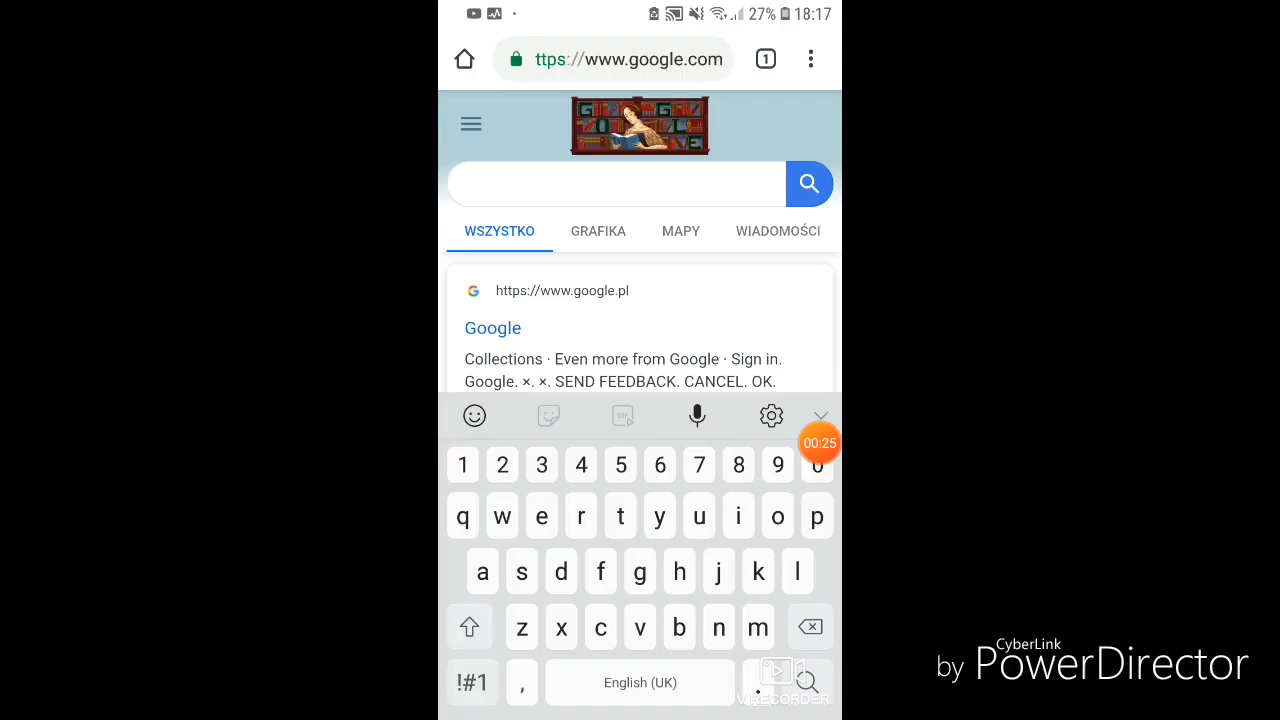 27% 18:17
ttps://www.google.com 1
WSZYSTKO GRAFIKA MAPY WIADOMOŚCI
https://www.google.pl
Google
Collections · Even more from Google · Sign in.
Google. ×. ×. SEND FEEDBACK. CANCEL. OK.
GIF
00:25
1 2 3 4 5 6 7 8 9 0
q w e r t y u i o p
a s d f g h j k l
z x c v b n m
!#1 , English (UK) .
VIRECORDER
CyberLink
by PowerDirector